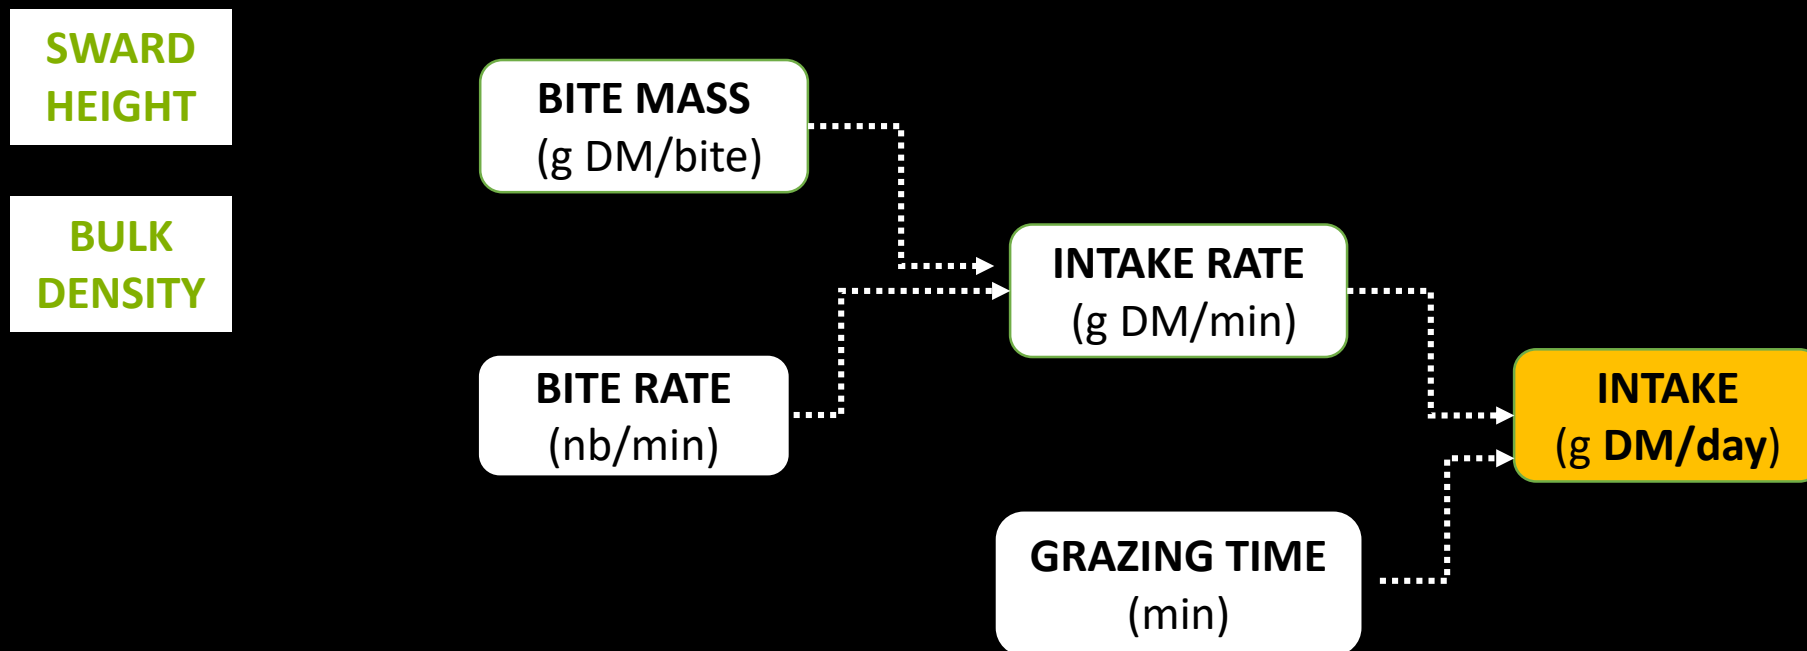 SWARD
HEIGHT
BULK
DENSITY
BITE MASS
(g DM/bite)
BITE RATE
(nb/min)
INTAKE RATE
(g DM/min)
GRAZING TIME
(min)
INTAKE
(g DM/day)